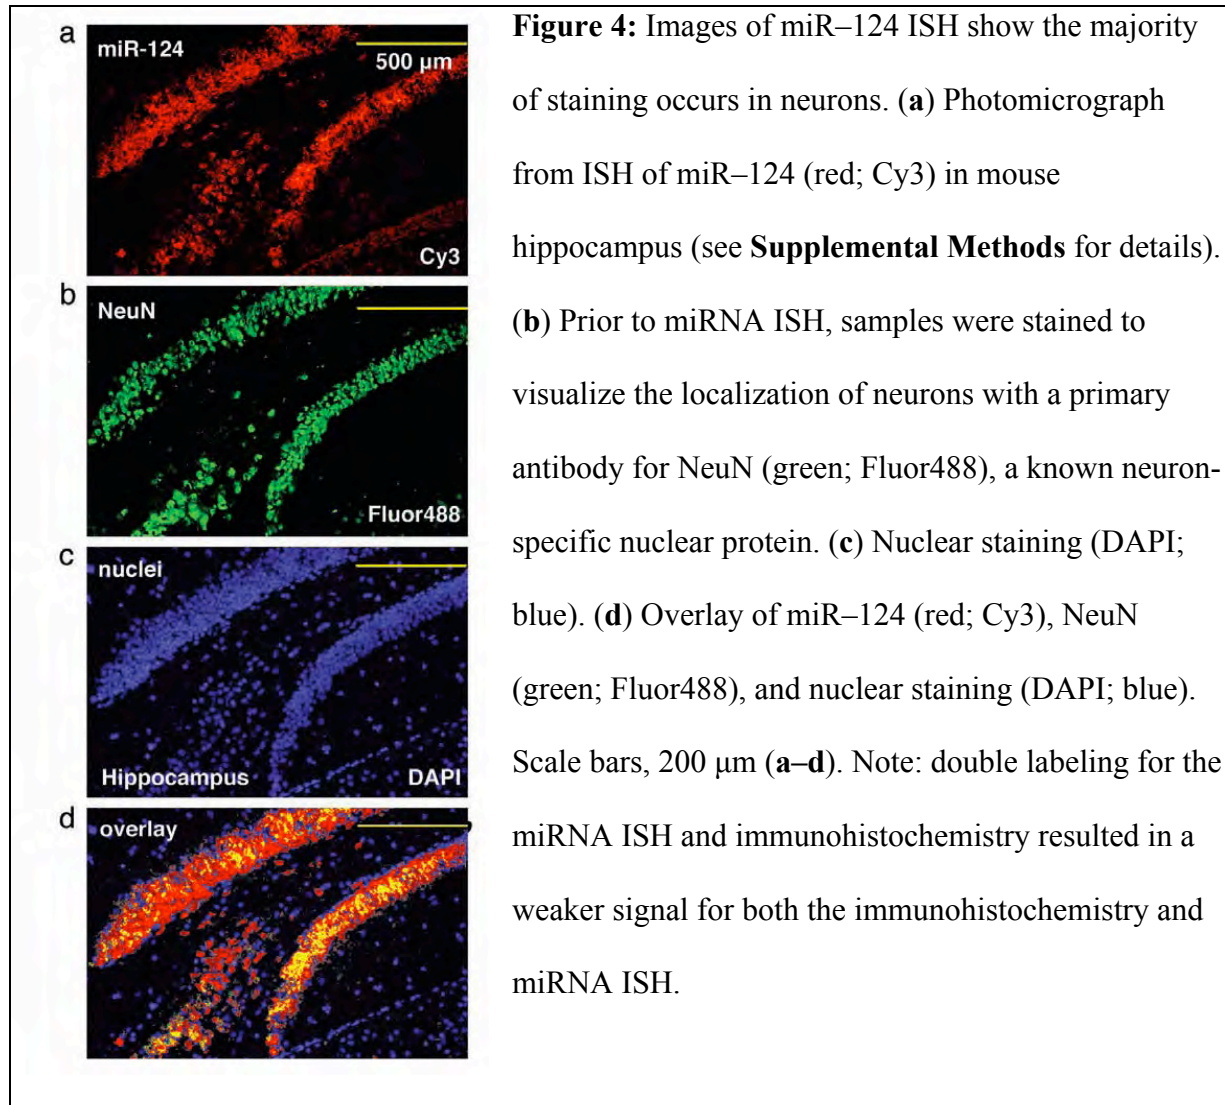 a
miR-124
500 µm
Cy3
b
NeuN
Fluor488
c
nuclei
Hippocampus
DAPI
d
overlay
Figure 4: Images of miR–124 ISH show the majority
of staining occurs in neurons. (a) Photomicrograph
from ISH of miR–124 (red; Cy3) in mouse
hippocampus (see Supplemental Methods for details).
(b) Prior to miRNA ISH, samples were stained to
visualize the localization of neurons with a primary
antibody for NeuN (green; Fluor488), a known neuron-
specific nuclear protein. (c) Nuclear staining (DAPI;
blue). (d) Overlay of miR–124 (red; Cy3), NeuN
(green; Fluor488), and nuclear staining (DAPI; blue).
Scale bars, 200 μm (a–d). Note: double labeling for the
miRNA ISH and immunohistochemistry resulted in a
weaker signal for both the immunohistochemistry and
miRNA ISH.